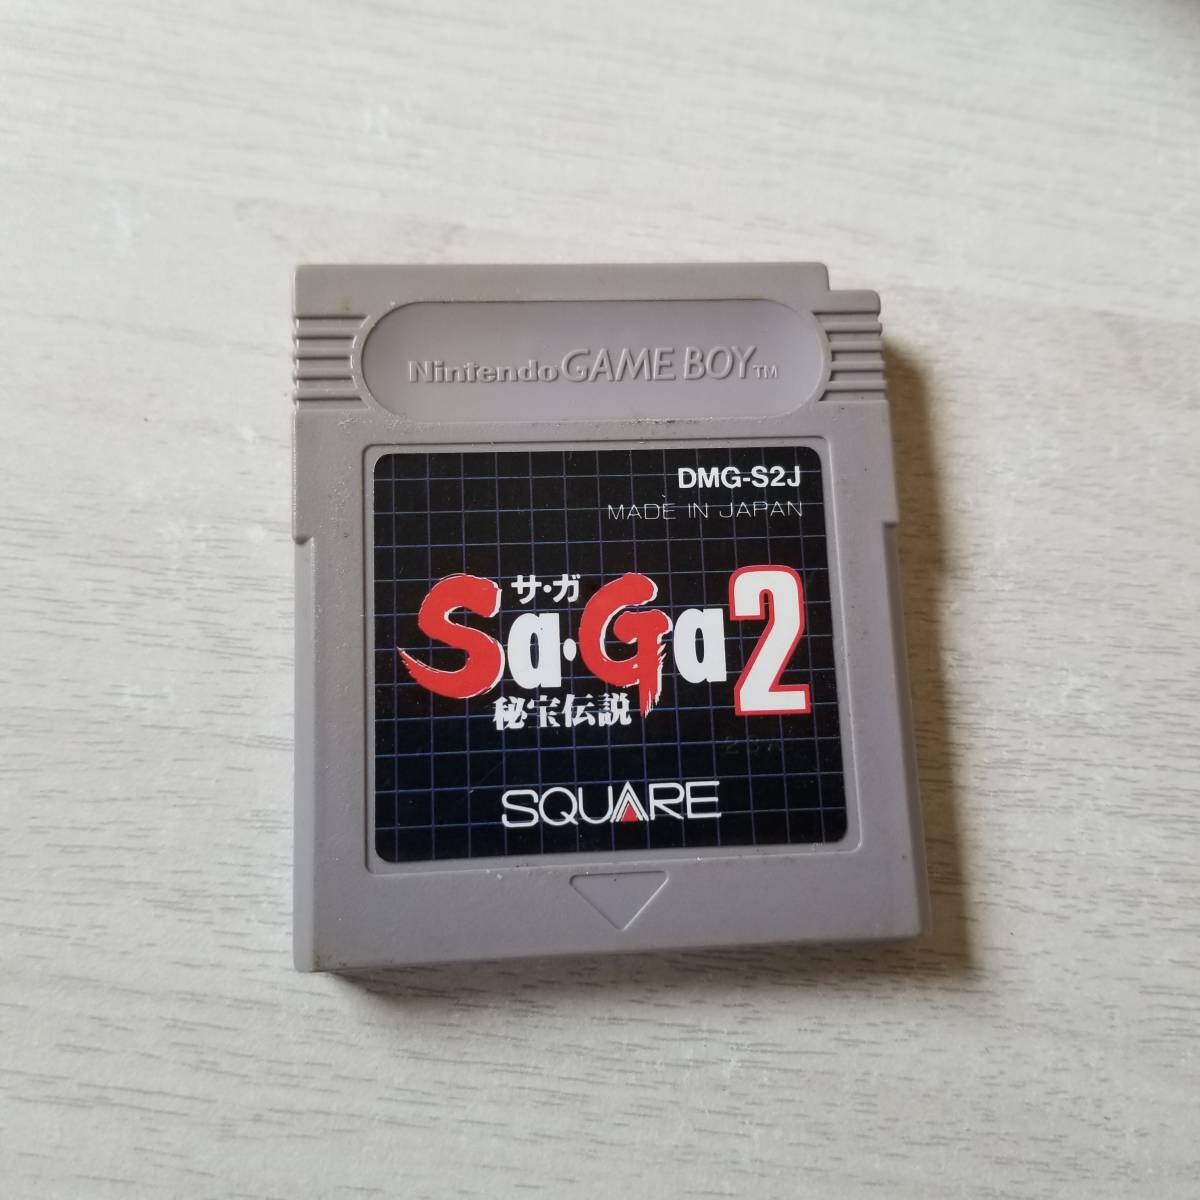 Nintendo GAME BOY TM
DMG-S2J
MADE IN JAPAN
サ・ガ
Sa・Ga2
秘宝伝説
SQUARE